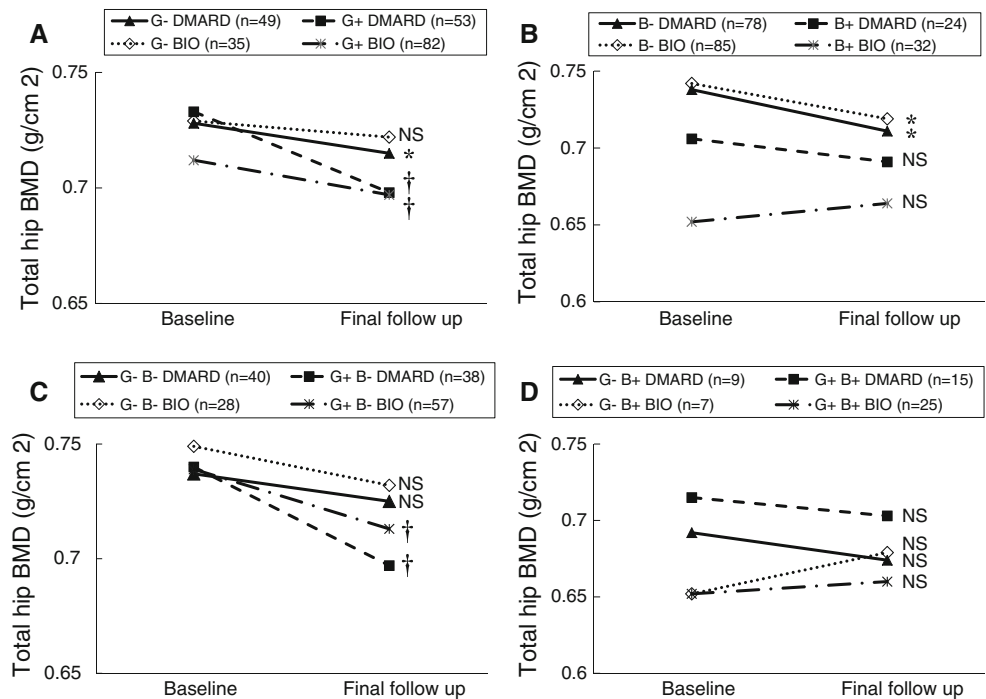 A
G- DMARD (n=49) G+ DMARD (n=53)
G- BIO (n=35) G+ BIO (n=82)
Total hip BMD (g/cm 2)
0.75
0.7
0.65
NS
*
†
†
Baseline Final follow up
B
B- DMARD (n=78) B+ DMARD (n=24)
B- BIO (n=85) B+ BIO (n=32)
Total hip BMD (g/cm 2)
0.75
0.7
0.65
0.6
*
*
NS
NS
Baseline Final follow up
C
G- B- DMARD (n=40) G+ B- DMARD (n=38)
G- B- BIO (n=28) G+ B- BIO (n=57)
Total hip BMD (g/cm 2)
0.75
0.7
0.65
NS
NS
†
†
Baseline Final follow up
D
G- B+ DMARD (n=9) G+ B+ DMARD (n=15)
G- B+ BIO (n=7) G+ B+ BIO (n=25)
Total hip BMD (g/cm 2)
0.75
0.7
0.65
0.6
NS
NS
NS
NS
Baseline Final follow up